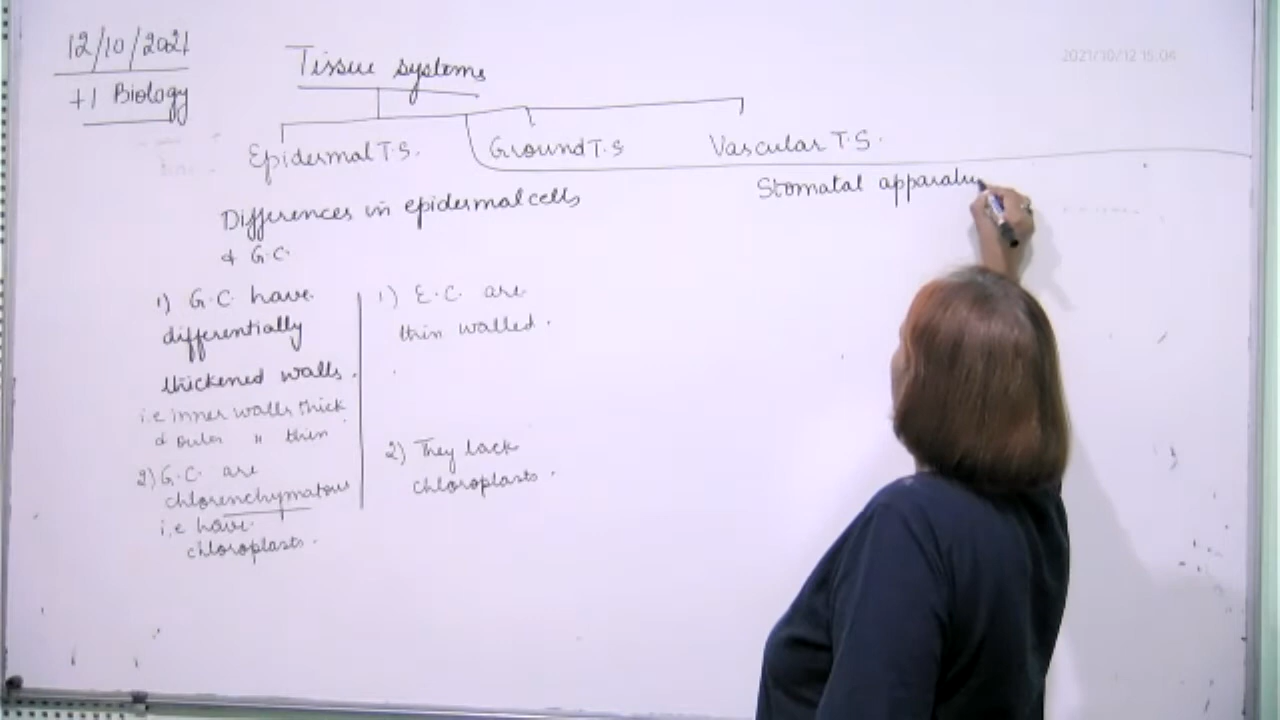 12/10/2021
+1 Biology
2021/10/12 15:04
Tissue systems
Epidermal T.S. Ground T.S Vascular T.S.
Stomatal apparatu
Differences in epidermal cells
& G.C.
1) G.C. have
differentially
thickened walls.
i.e inner walls thick
& outer " thin
2) G.C. are
chlorenchymatous
i.e have
chloroplasts.
1) E.C. are
thin walled.
2) They lack
chloroplasts.